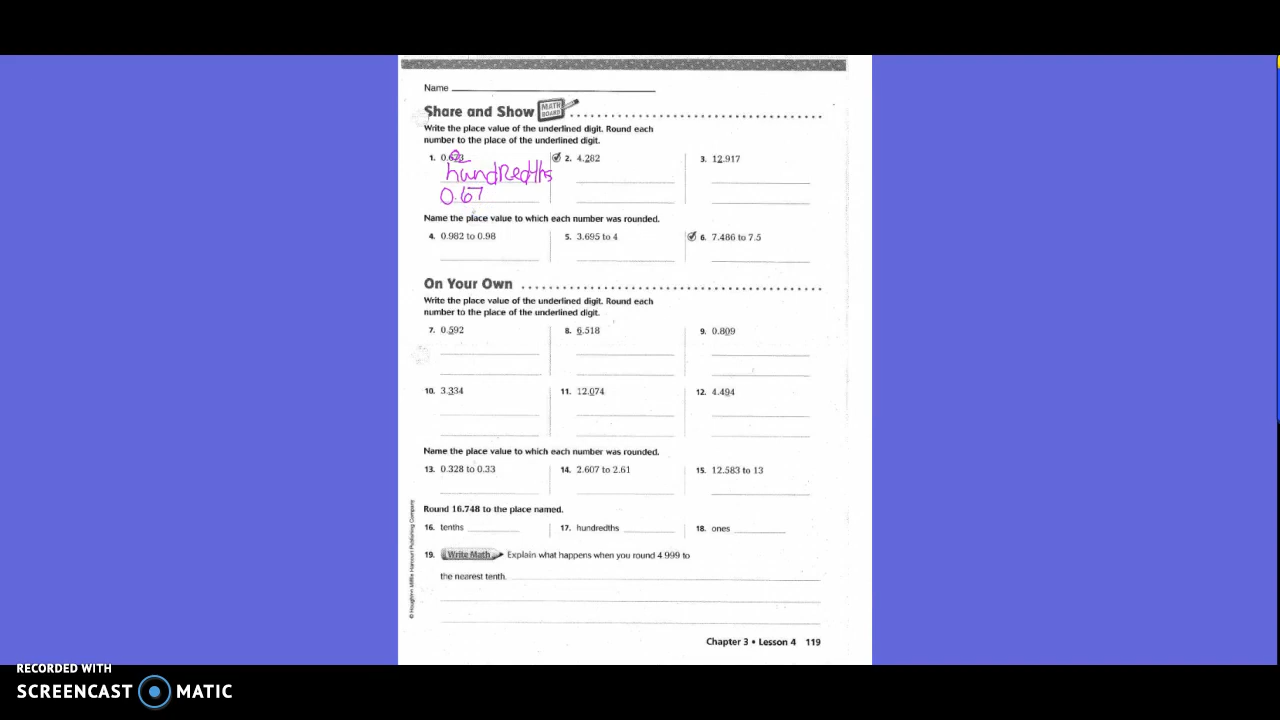 Name
Share and Show MATH BOARD
Write the place value of the underlined digit. Round each
number to the place of the underlined digit.
1. 0.673
hundredths
0.67
2. 4.282
3. 12.917
Name the place value to which each number was rounded.
4. 0.982 to 0.98
5. 3.695 to 4
6. 7.486 to 7.5
On Your Own
Write the place value of the underlined digit. Round each
number to the place of the underlined digit.
7. 0.592
8. 6.518
9. 0.809
10. 3.334
11. 12.074
12. 4.494
Name the place value to which each number was rounded.
13. 0.328 to 0.33
14. 2.607 to 2.61
15. 12.583 to 13
Round 16.748 to the place named.
16. tenths
17. hundredths
18. ones
19. Write Math Explain what happens when you round 4.999 to
the nearest tenth.
© Houghton Mifflin Harcourt Publishing Company
Chapter 3 • Lesson 4 119
RECORDED WITH
SCREENCAST MATIC